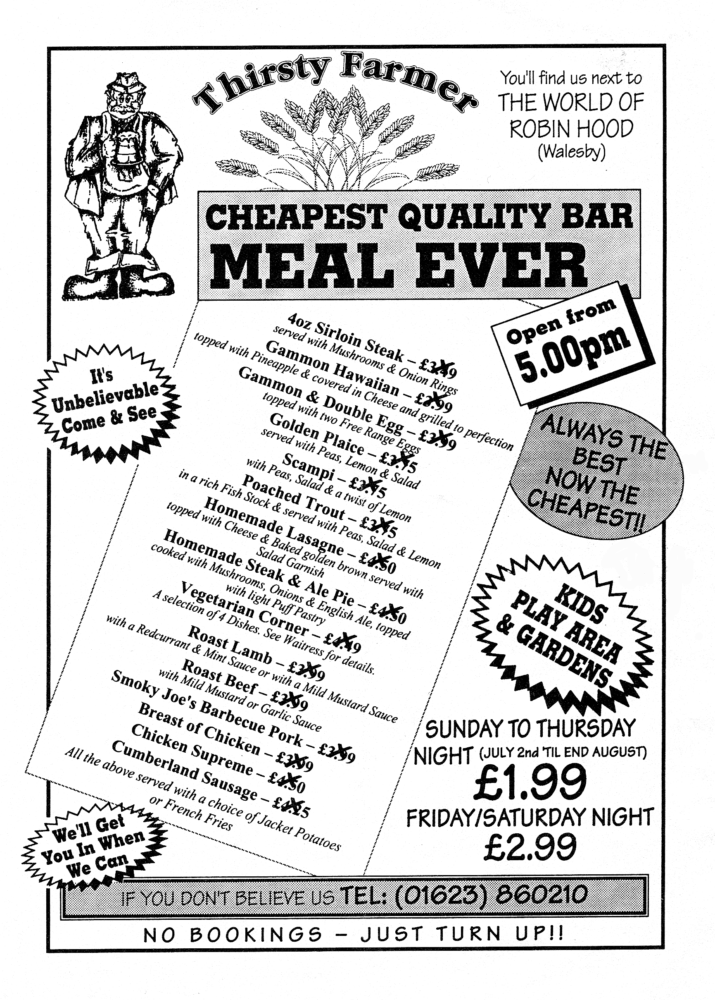 Thirsty Farmer
You'll find us next to
THE WORLD OF
ROBIN HOOD
(Walesby)
CHEAPEST QUALITY BAR
MEAL EVER
Open from
5.00pm
4oz Sirloin Steak – £3.49
served with Mushrooms & Onion Rings
Gammon Hawaiian – £3.99
topped with Pineapple & covered in Cheese and grilled to perfection
Gammon & Double Egg – £3.99
topped with two Free Range Eggs
Golden Plaice – £3.75
served with Peas, Lemon & Salad
Scampi – £3.75
with Peas, Salad & a twist of Lemon
Poached Trout – £3.75
in a rich Fish Stock & served with Peas, Salad & Lemon
Homemade Lasagne – £4.50
topped with Cheese & Baked golden brown served with
Salad Garnish
Homemade Steak & Ale Pie – £4.50
cooked with Mushrooms, Onions & English Ale, topped
with light Puff Pastry
Vegetarian Corner – £4.49
A selection of 4 Dishes. See Waitress for details.
Roast Lamb – £3.99
with a Redcurrant & Mint Sauce or with a Mild Mustard Sauce
Roast Beef – £3.99
with Mild Mustard or Garlic Sauce
Smoky Joe's Barbecue Pork – £3.99
Breast of Chicken – £3.99
Chicken Supreme – £4.50
Cumberland Sausage – £4.25
All the above served with a choice of Jacket Potatoes
or French Fries
It's
Unbelievable
Come & See
ALWAYS THE
BEST
NOW THE
CHEAPEST!!
KIDS
PLAY AREA
& GARDENS
SUNDAY TO THURSDAY
NIGHT (JULY 2nd 'TIL END AUGUST)
£1.99
FRIDAY/SATURDAY NIGHT
£2.99
We'll Get
You In When
We Can
IF YOU DON'T BELIEVE US TEL: (01623) 860210
NO BOOKINGS – JUST TURN UP!!